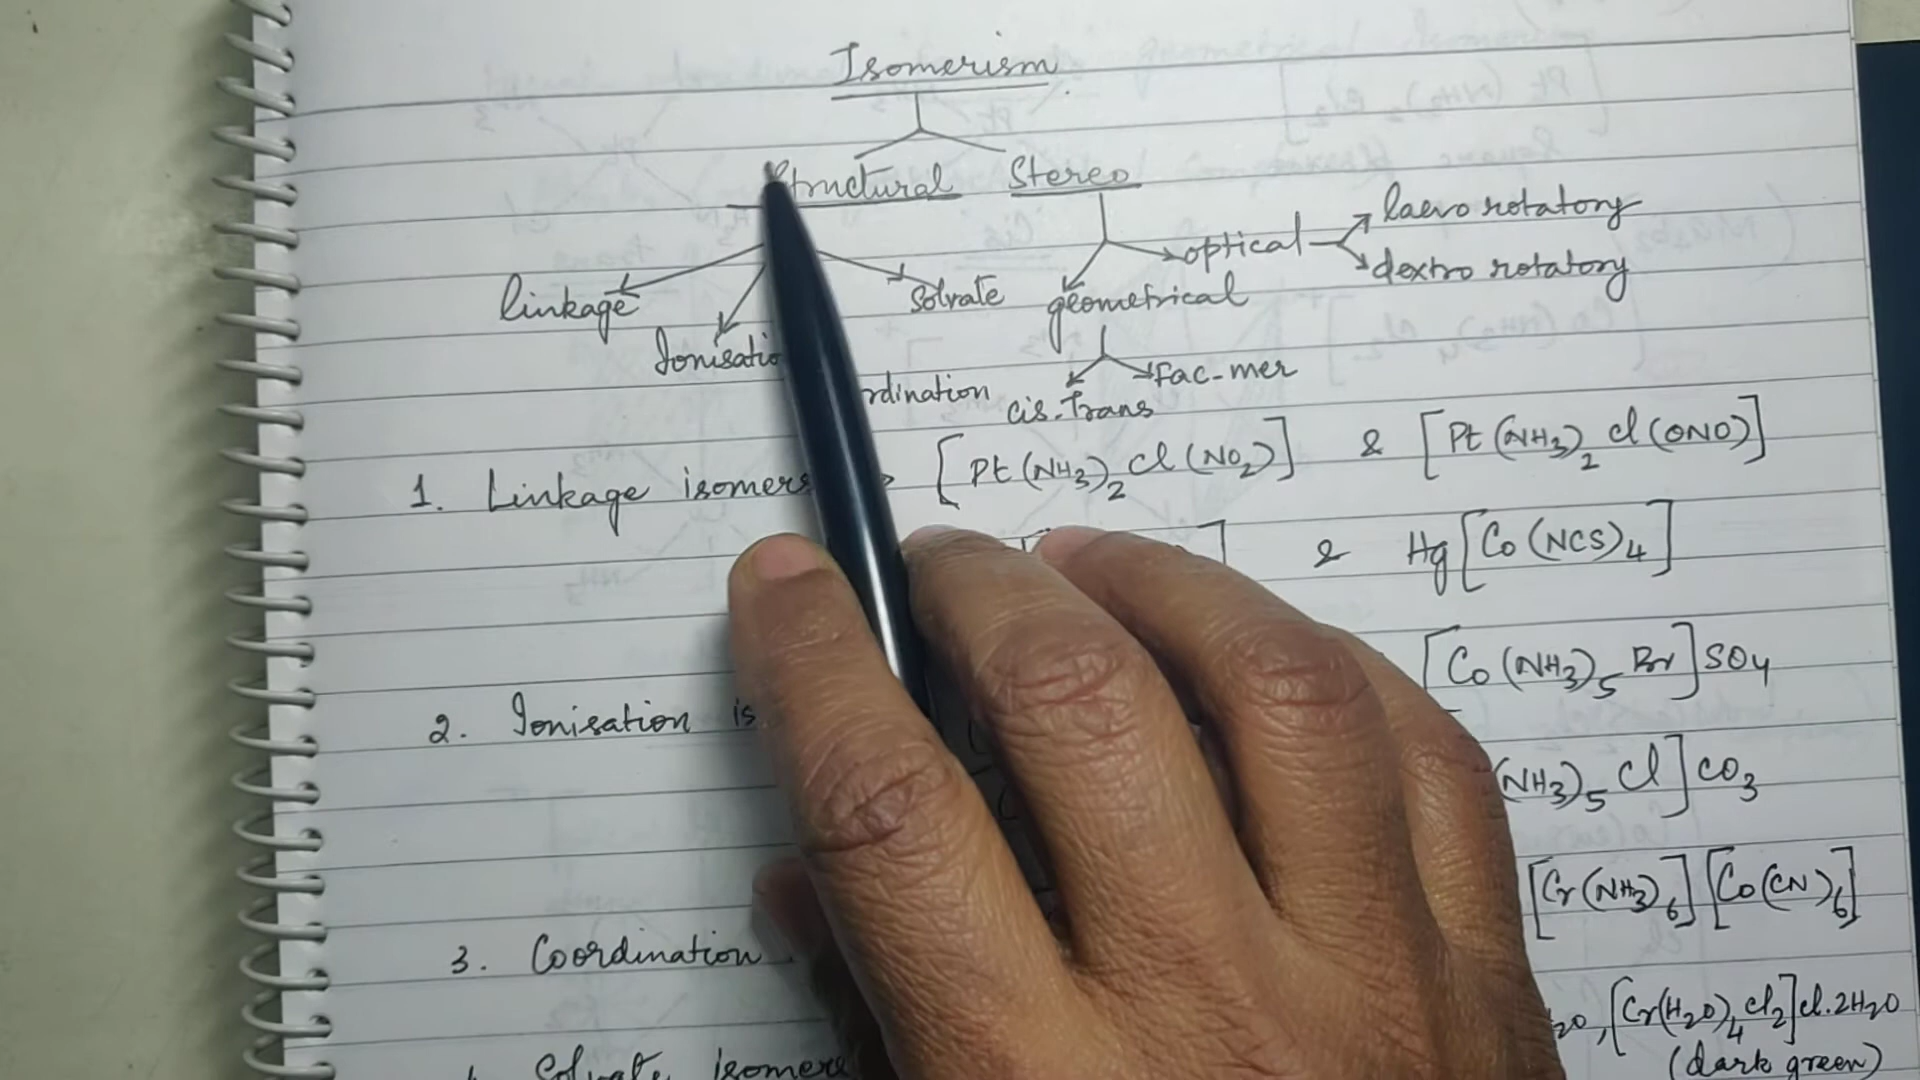 Isomerism
Structural Stereo
laevo rotatory
optical
dextro rotatory
linkage solvate geometrical
Ionisatio
rdination cis-trans fac-mer
1. Linkage isomers [Pt(NH3)2Cl(NO2)] & [Pt(NH3)2Cl(ONO)]
& Hg[Co(NCS)4]
[Co(NH3)5Br]SO4
2. Ionisation is
(NH3)5Cl]CO3
[Cr(NH3)6][Co(CN)6]
3. Coordination
H2O, [Cr(H2O)4Cl2]Cl.2H2O
Solvate isomers (dark green)